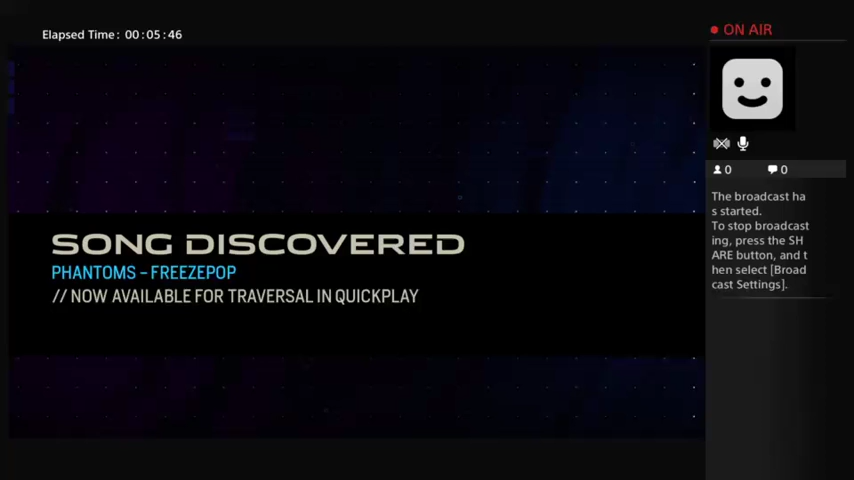 Elapsed Time: 00:05:46
ON AIR
0 0
The broadcast ha
s started.
To stop broadcast
ing, press the SH
ARE button, and t
hen select [Broad
cast Settings].
SONG DISCOVERED
PHANTOMS - FREEZEPOP
// NOW AVAILABLE FOR TRAVERSAL IN QUICKPLAY